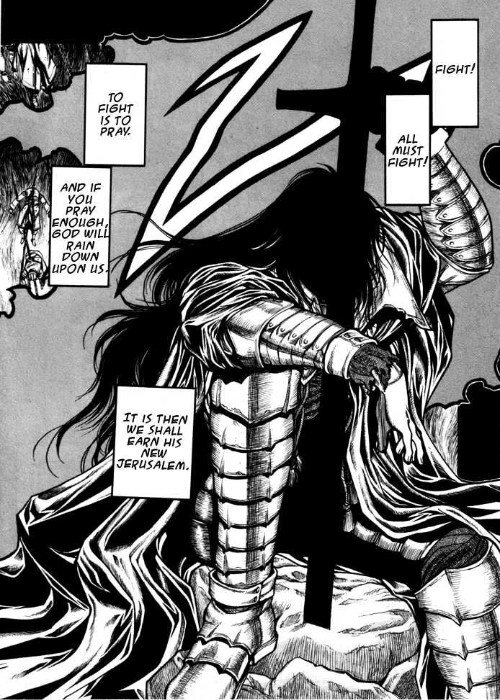 FIGHT!
ALL
MUST
FIGHT!
TO
FIGHT
IS TO
PRAY.
AND IF
YOU
PRAY
ENOUGH,
GOD WILL
RAIN
DOWN
UPON US.
IT IS THEN
WE SHALL
EARN HIS
NEW
JERUSALEM.